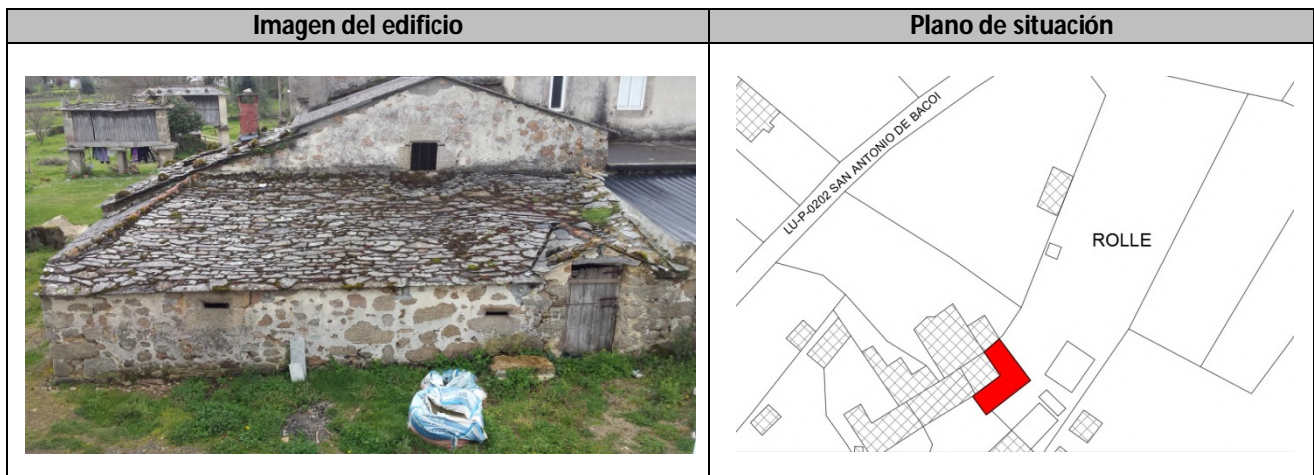 Imagen del edificio
Plano de situación
LU-P-0202 SAN ANTONIO DE BACOI
ROLLE